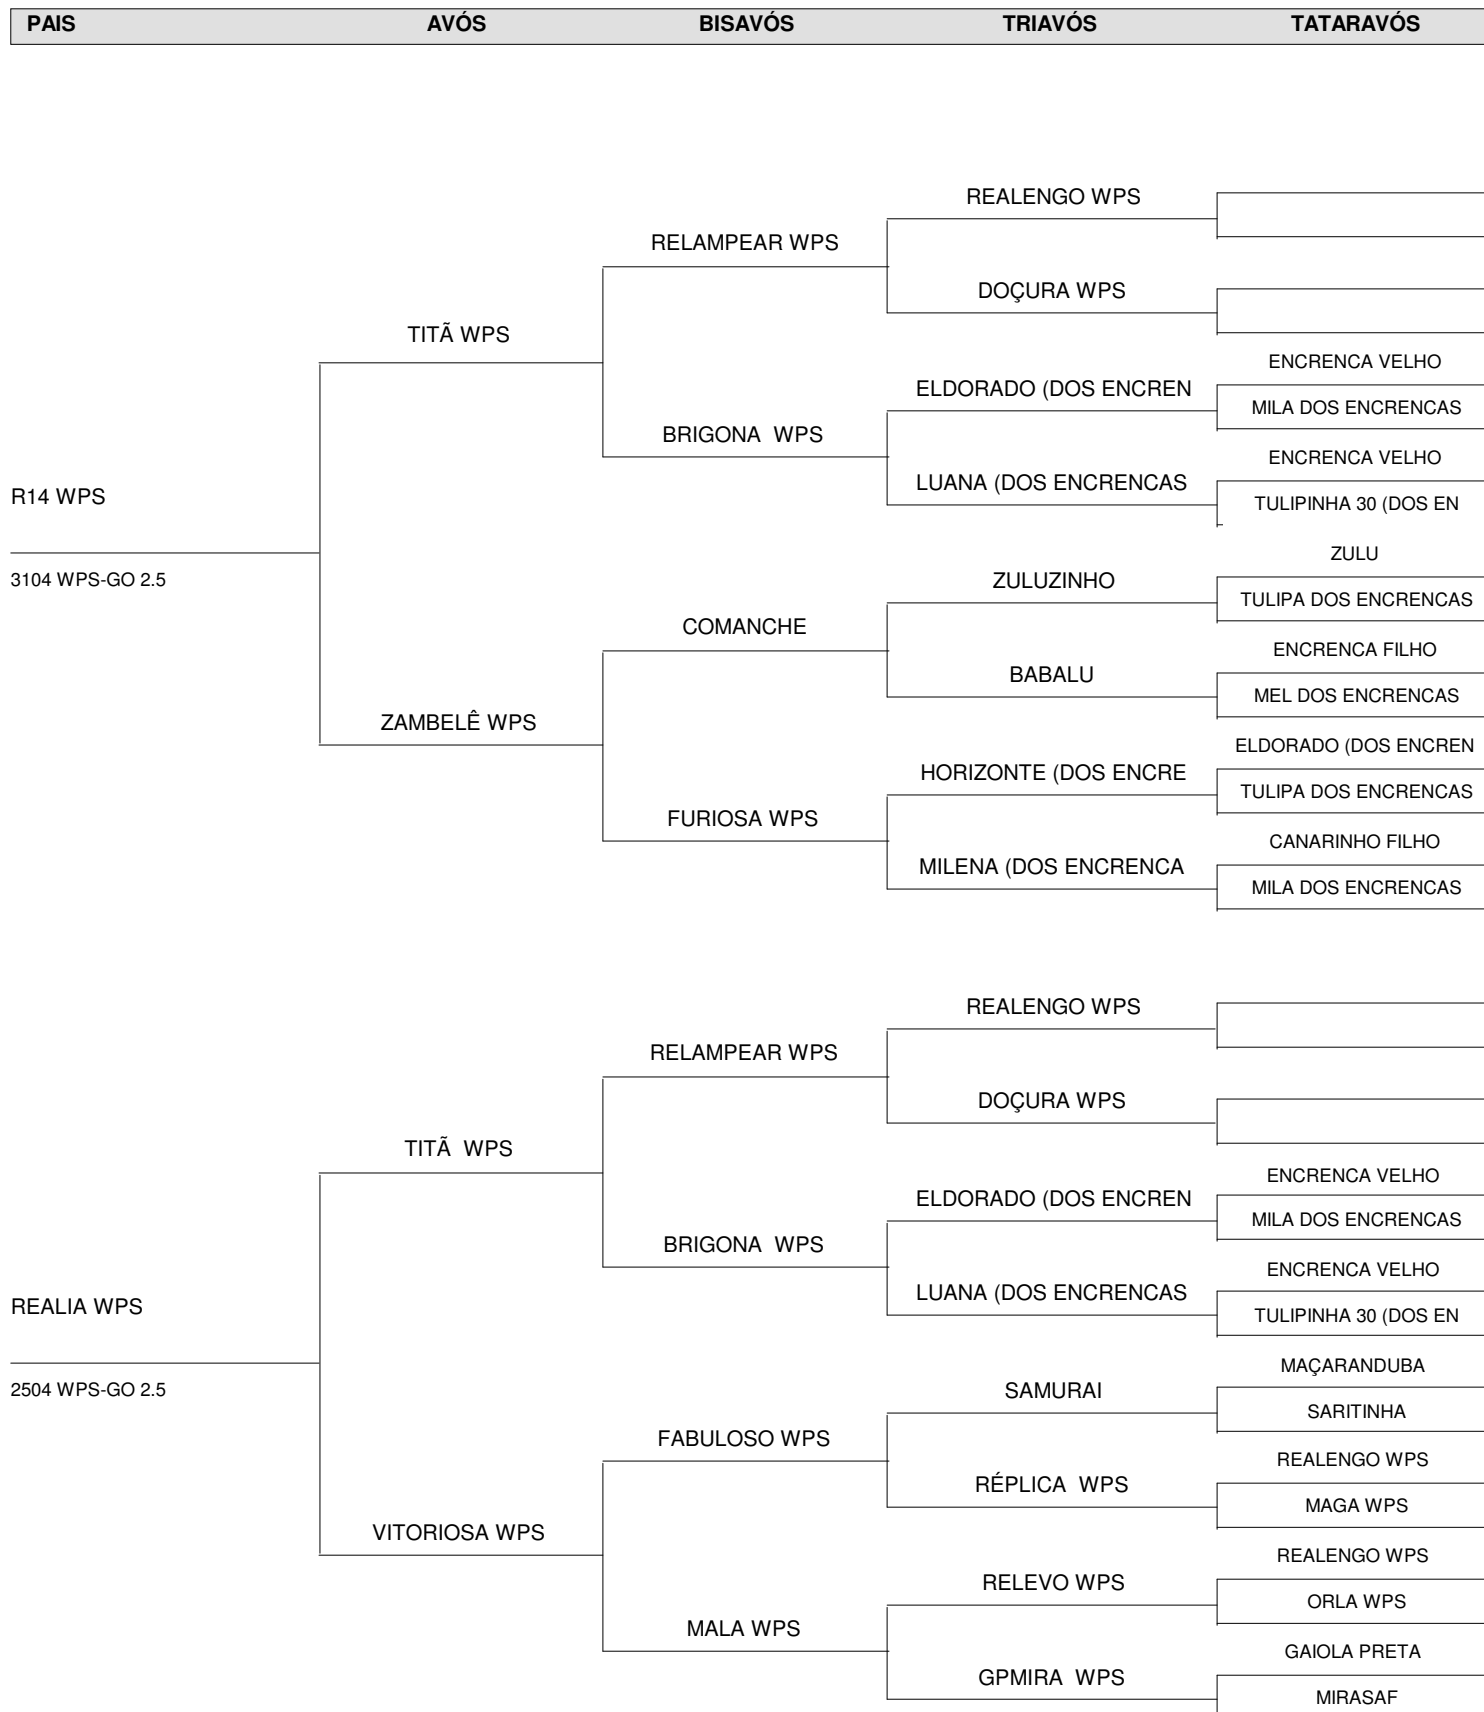 PAIS AVÓS BISAVÓS TRIAVÓS TATARAVÓS
REALENGO WPS
RELAMPEAR WPS
DOÇURA WPS
TITÃ WPS
ENCRENCA VELHO
ELDORADO (DOS ENCREN
MILA DOS ENCRENCAS
BRIGONA  WPS
ENCRENCA VELHO
LUANA (DOS ENCRENCAS
R14 WPS
TULIPINHA 30 (DOS EN
ZULU
3104 WPS-GO 2.5
ZULUZINHO
TULIPA DOS ENCRENCAS
COMANCHE
ENCRENCA FILHO
BABALU
MEL DOS ENCRENCAS
ZAMBELÊ WPS
ELDORADO (DOS ENCREN
HORIZONTE (DOS ENCRE
TULIPA DOS ENCRENCAS
FURIOSA WPS
CANARINHO FILHO
MILENA (DOS ENCRENCA
MILA DOS ENCRENCAS
REALENGO WPS
RELAMPEAR WPS
DOÇURA WPS
TITÃ  WPS
ENCRENCA VELHO
ELDORADO (DOS ENCREN
MILA DOS ENCRENCAS
BRIGONA  WPS
ENCRENCA VELHO
LUANA (DOS ENCRENCAS
REALIA WPS
TULIPINHA 30 (DOS EN
MAÇARANDUBA
2504 WPS-GO 2.5
SAMURAI
SARITINHA
FABULOSO WPS
REALENGO WPS
RÉPLICA  WPS
MAGA WPS
VITORIOSA WPS
REALENGO WPS
RELEVO WPS
ORLA WPS
MALA WPS
GAIOLA PRETA
GPMIRA  WPS
MIRASAF